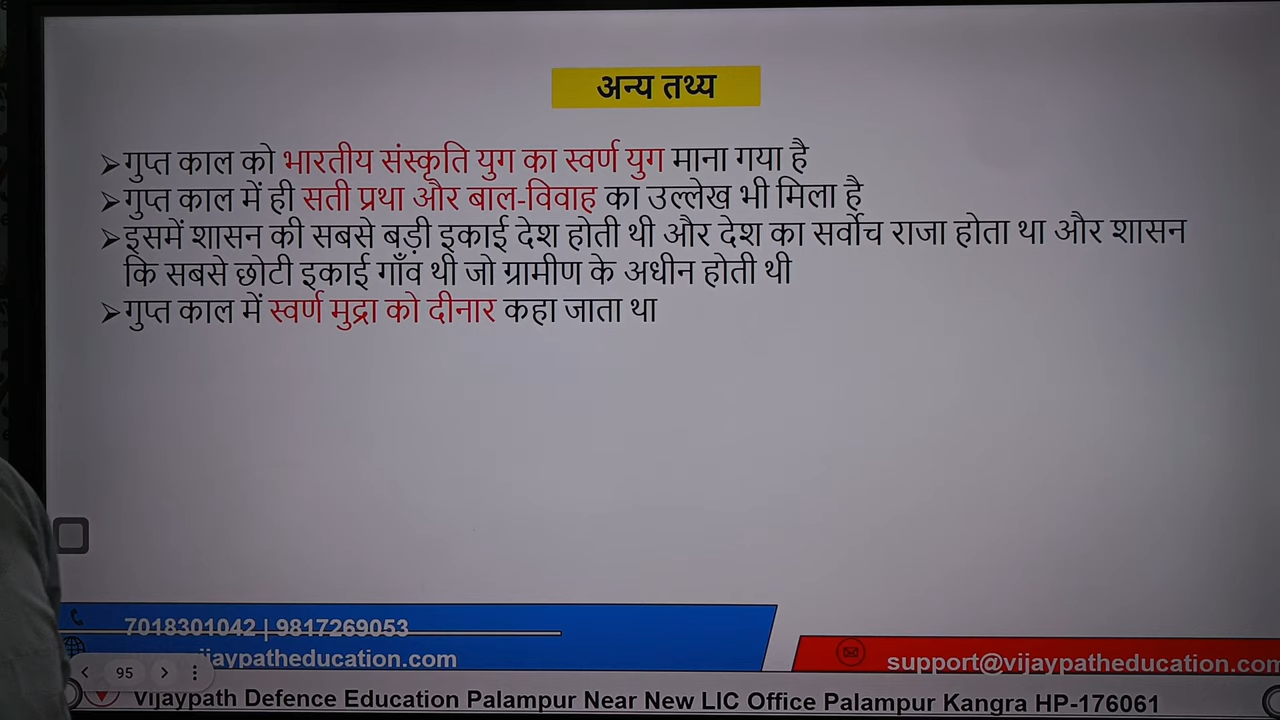 अन्य तथ्य
➢गुप्त काल को भारतीय संस्कृति युग का स्वर्ण युग माना गया है
➢गुप्त काल में ही सती प्रथा और बाल-विवाह का उल्लेख भी मिला है
➢इसमें शासन की सबसे बड़ी इकाई देश होती थी और देश का सर्वोच राजा होता था और शासन
कि सबसे छोटी इकाई गाँव थी जो ग्रामीण के अधीन होती थी
➢गुप्त काल में स्वर्ण मुद्रा को दीनार कहा जाता था
7018301042 | 9817269053
ijaypatheducation.com
support@vijaypatheducation.com
95
Vijaypath Defence Education Palampur Near New LIC Office Palampur Kangra HP-176061